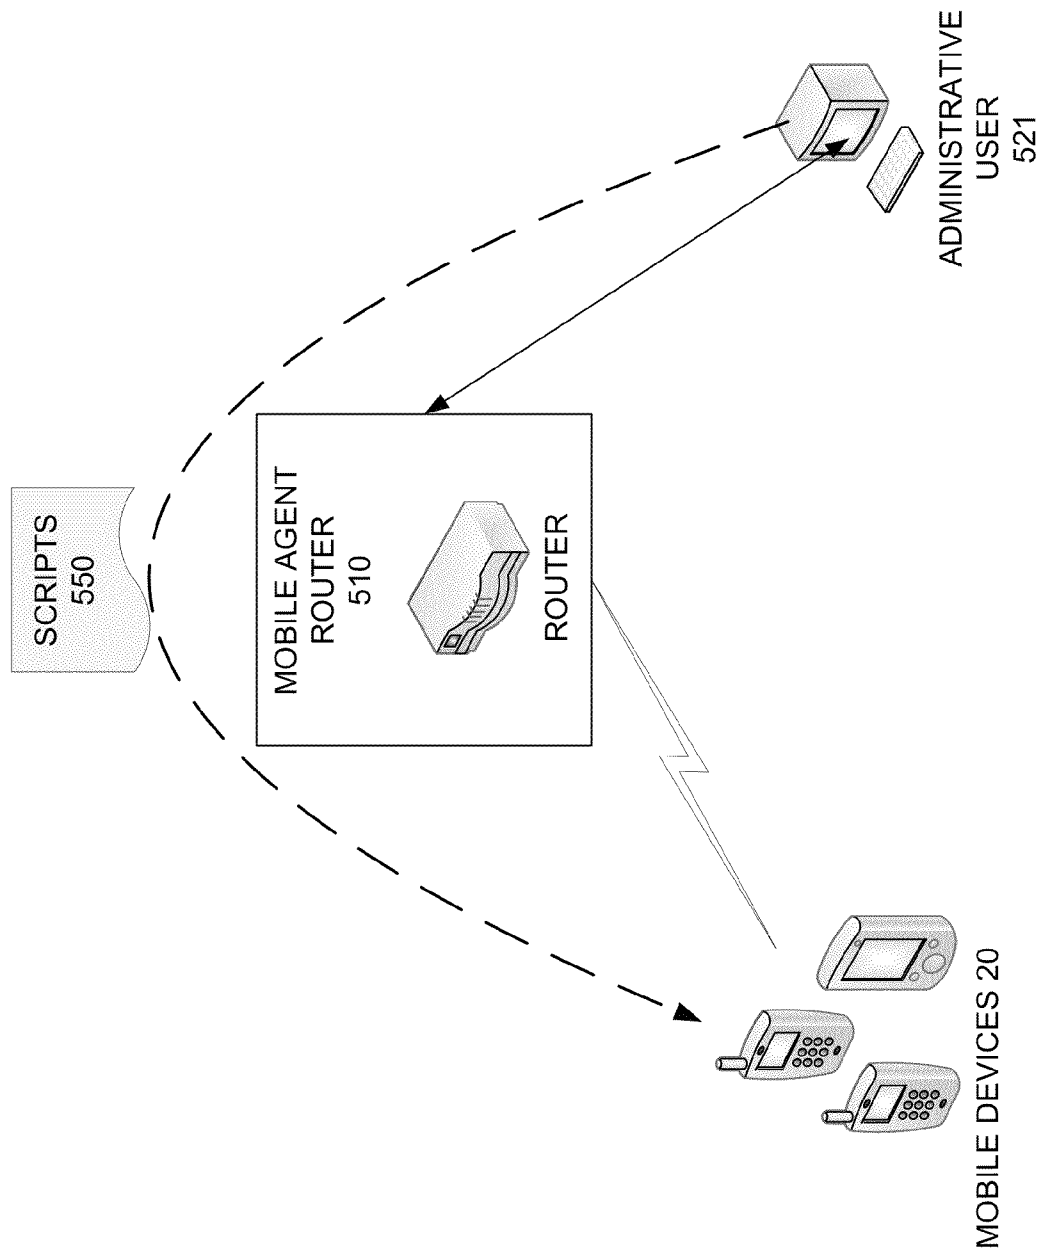 SCRIPTS
550
MOBILE AGENT
ROUTER
510
ROUTER
MOBILE DEVICES 20
ADMINISTRATIVE
USER
521